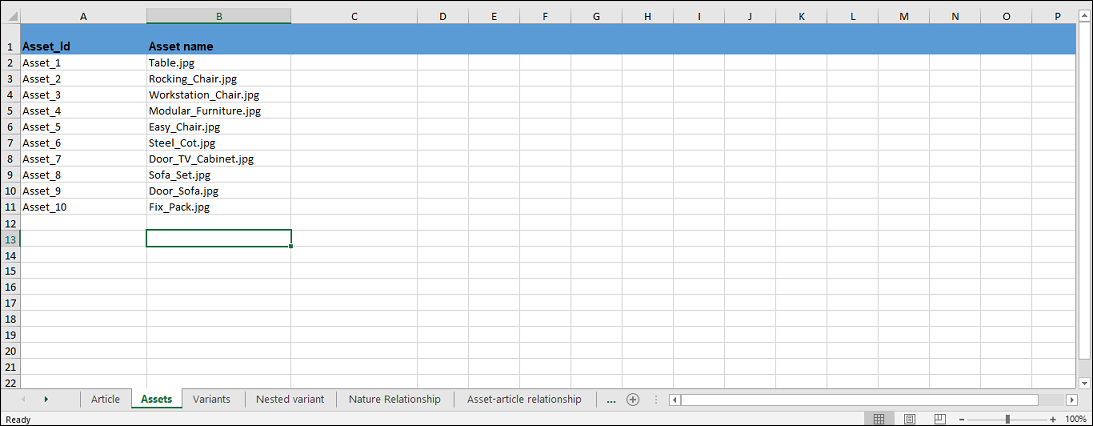 A B C D E F G H I J K L M N O P
1 Asset_Id Asset name
2 Asset_1 Table.jpg
3 Asset_2 Rocking_Chair.jpg
4 Asset_3 Workstation_Chair.jpg
5 Asset_4 Modular_Furniture.jpg
6 Asset_5 Easy_Chair.jpg
7 Asset_6 Steel_Cot.jpg
8 Asset_7 Door_TV_Cabinet.jpg
9 Asset_8 Sofa_Set.jpg
10 Asset_9 Door_Sofa.jpg
11 Asset_10 Fix_Pack.jpg
12
13
14
15
16
17
18
19
20
21
22
Article Assets Variants Nested variant Nature Relationship Asset-article relationship ...
Ready 100%